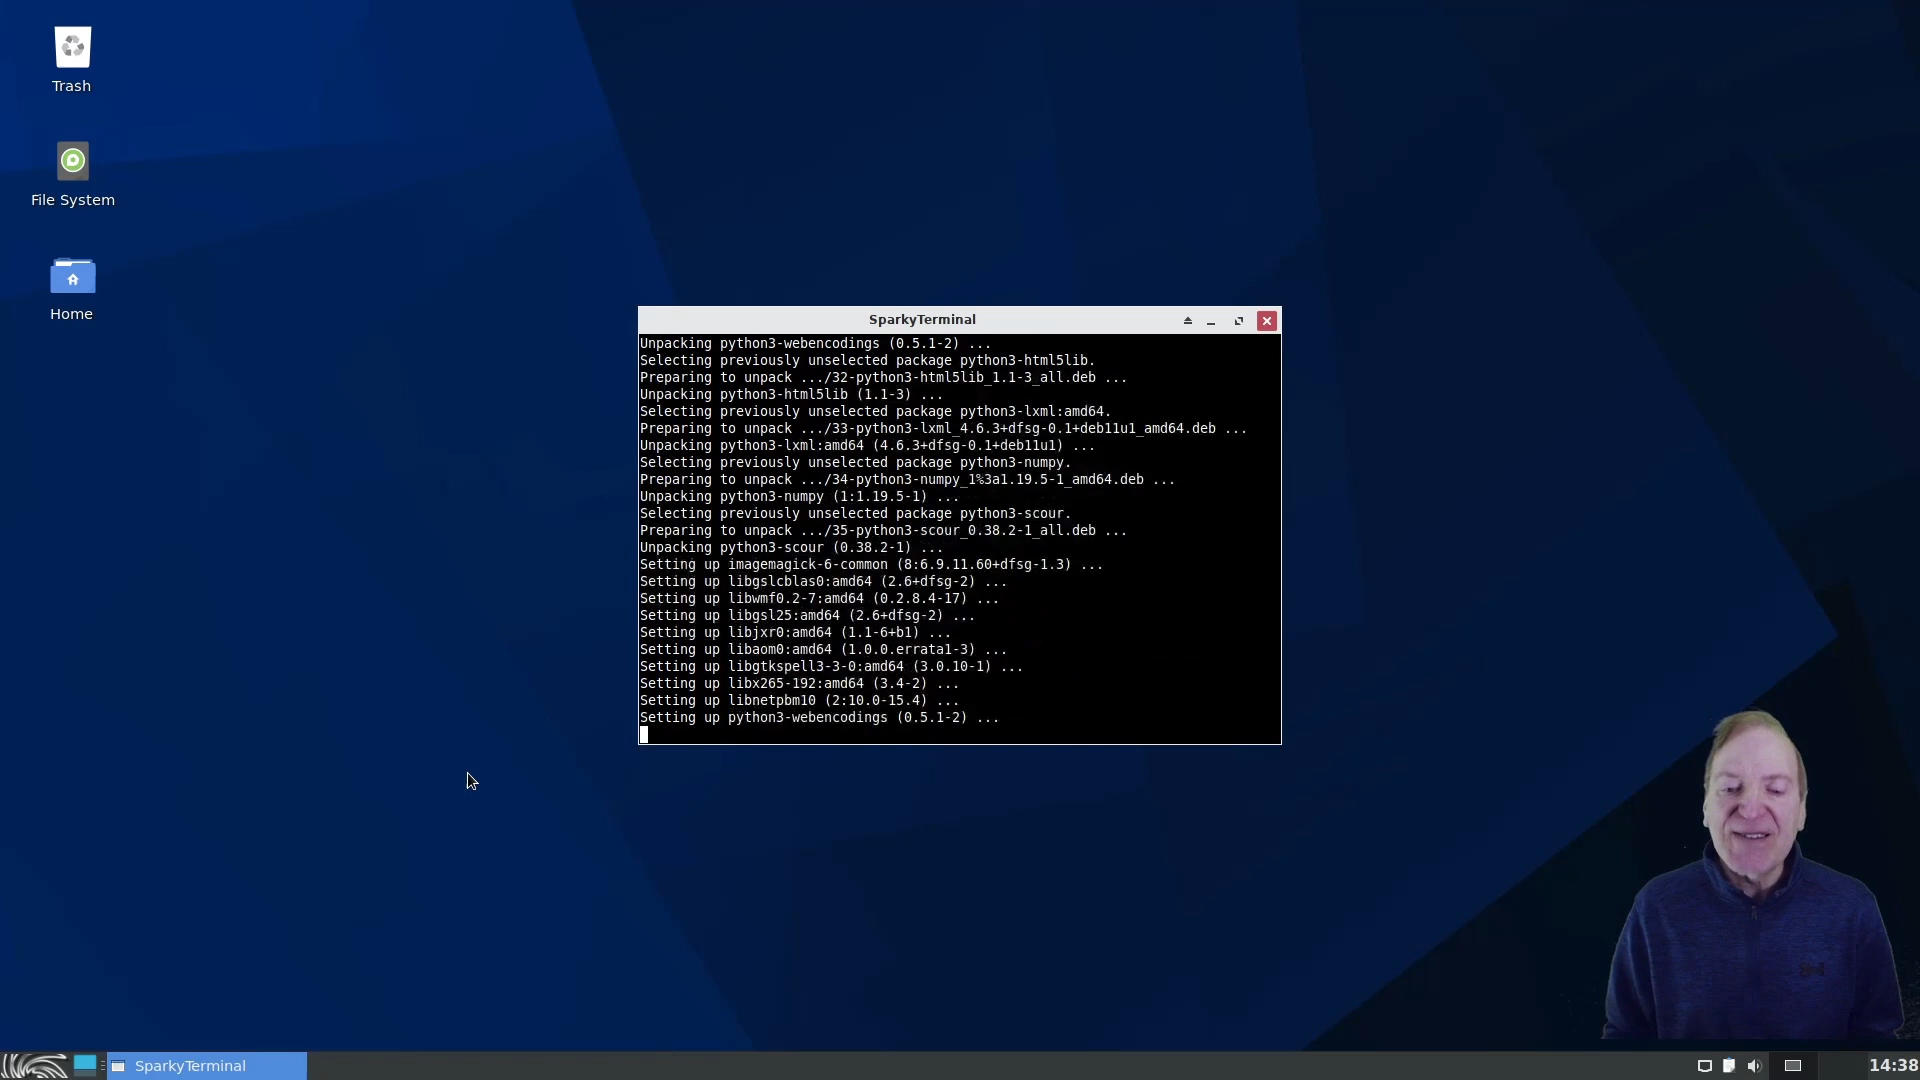 Trash
File System
Home
SparkyTerminal
Unpacking python3-webencodings (0.5.1-2) ...
Selecting previously unselected package python3-html5lib.
Preparing to unpack .../32-python3-html5lib_1.1-3_all.deb ...
Unpacking python3-html5lib (1.1-3) ...
Selecting previously unselected package python3-lxml:amd64.
Preparing to unpack .../33-python3-lxml_4.6.3+dfsg-0.1+deb11u1_amd64.deb ...
Unpacking python3-lxml:amd64 (4.6.3+dfsg-0.1+deb11u1) ...
Selecting previously unselected package python3-numpy.
Preparing to unpack .../34-python3-numpy_1%3a1.19.5-1_amd64.deb ...
Unpacking python3-numpy (1:1.19.5-1) ...
Selecting previously unselected package python3-scour.
Preparing to unpack .../35-python3-scour_0.38.2-1_all.deb ...
Unpacking python3-scour (0.38.2-1) ...
Setting up imagemagick-6-common (8:6.9.11.60+dfsg-1.3) ...
Setting up libgslcblas0:amd64 (2.6+dfsg-2) ...
Setting up libwmf0.2-7:amd64 (0.2.8.4-17) ...
Setting up libgsl25:amd64 (2.6+dfsg-2) ...
Setting up libjxr0:amd64 (1.1-6+b1) ...
Setting up libaom0:amd64 (1.0.0.errata1-3) ...
Setting up libgtkspell3-3-0:amd64 (3.0.10-1) ...
Setting up libx265-192:amd64 (3.4-2) ...
Setting up libnetpbm10 (2:10.0-15.4) ...
Setting up python3-webencodings (0.5.1-2) ...
SparkyTerminal
14:38